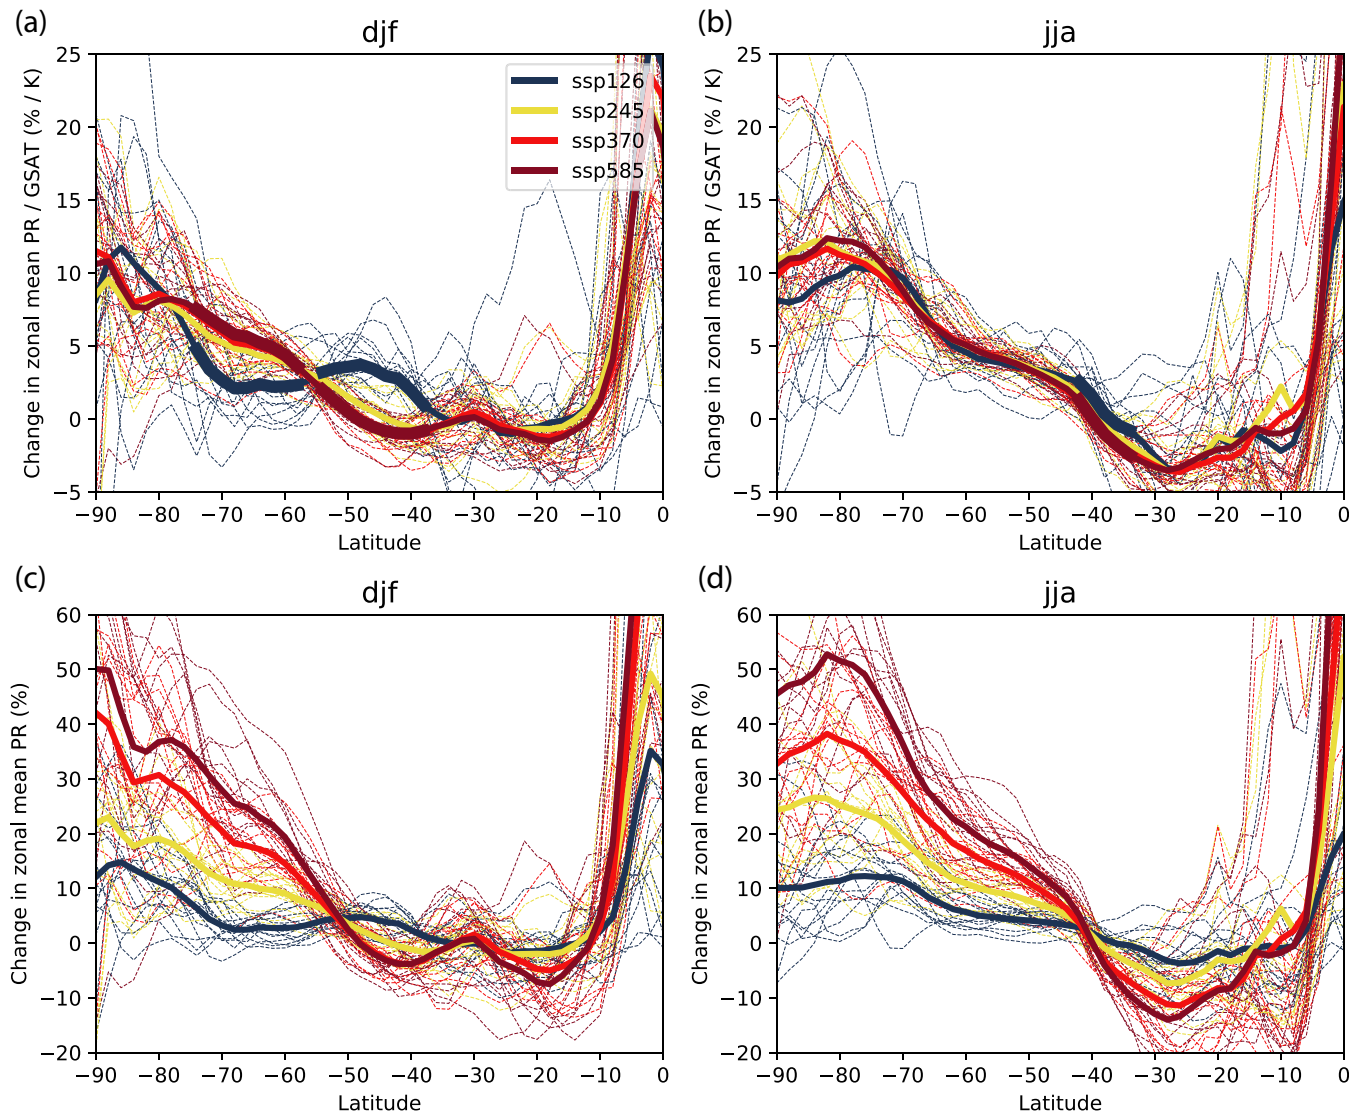 (a)
djf
25
20
15
10
5
0
−5
Change in zonal mean PR / GSAT (% / K)
ssp126
ssp245
ssp370
ssp585
−90 −80 −70 −60 −50 −40 −30 −20 −10 0
Latitude
(b)
jja
25
20
15
10
5
0
−5
Change in zonal mean PR / GSAT (% / K)
−90 −80 −70 −60 −50 −40 −30 −20 −10 0
Latitude
(c)
djf
60
50
40
30
20
10
0
−10
−20
Change in zonal mean PR (%)
−90 −80 −70 −60 −50 −40 −30 −20 −10 0
Latitude
(d)
jja
60
50
40
30
20
10
0
−10
−20
Change in zonal mean PR (%)
−90 −80 −70 −60 −50 −40 −30 −20 −10 0
Latitude